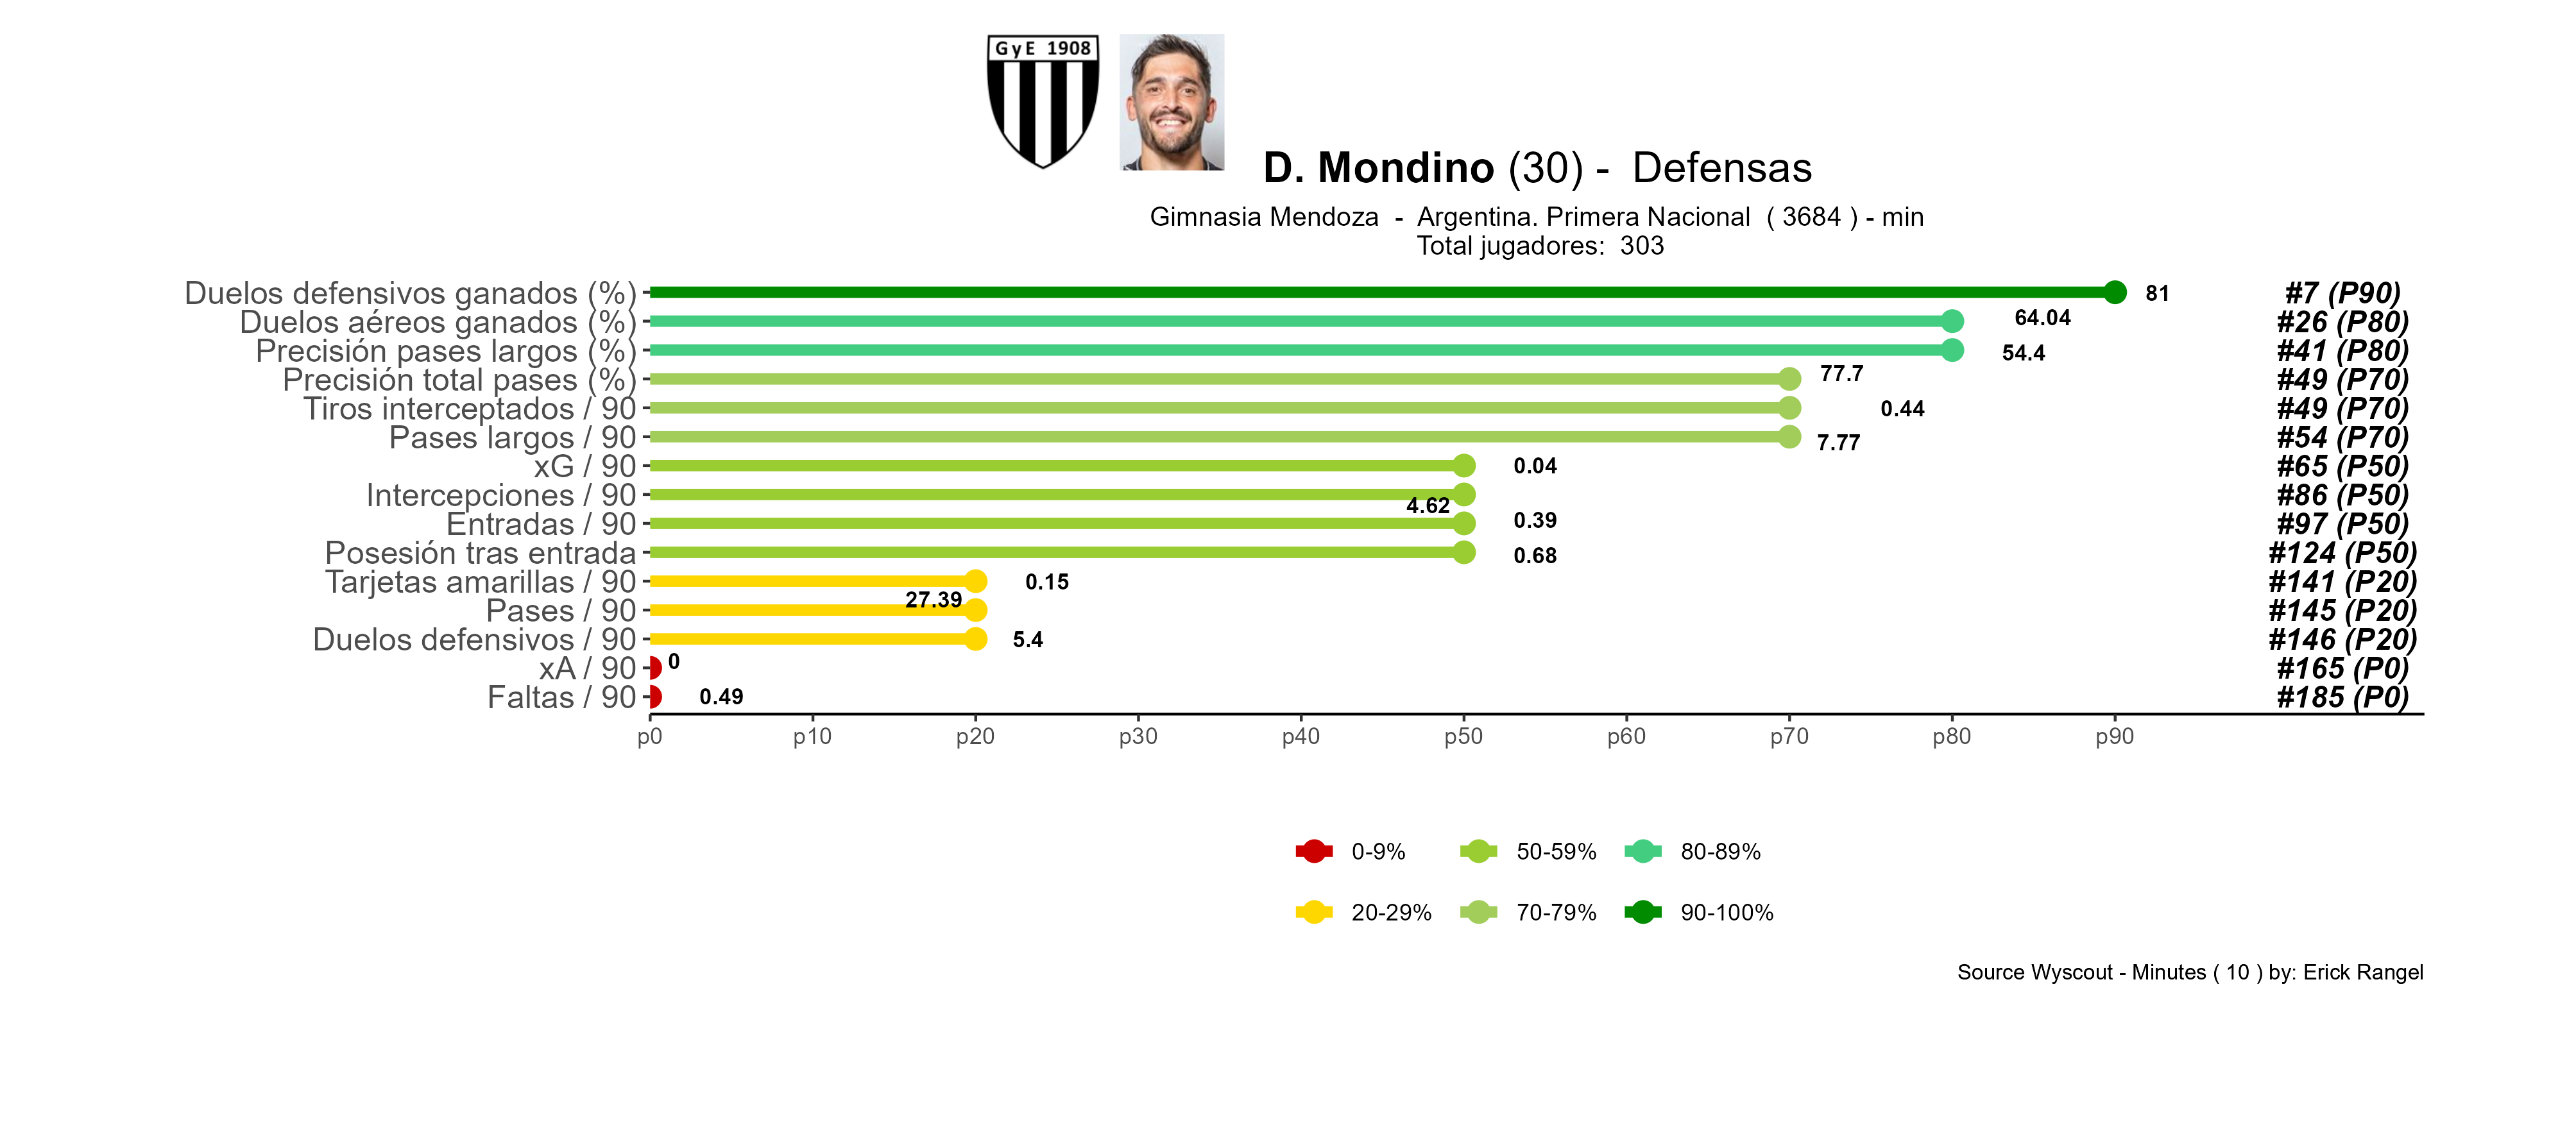 GyE 1908
D. Mondino (30) - Defensas
Gimnasia Mendoza - Argentina. Primera Nacional ( 3684 ) - min
Total jugadores: 303
Duelos defensivos ganados (%) 81 #7 (P90)
Duelos aéreos ganados (%) 64.04 #26 (P80)
Precisión pases largos (%) 54.4 #41 (P80)
Precisión total pases (%) 77.7 #49 (P70)
Tiros interceptados / 90 0.44 #49 (P70)
Pases largos / 90 7.77 #54 (P70)
xG / 90 0.04 #65 (P50)
Intercepciones / 90 4.62 #86 (P50)
Entradas / 90 0.39 #97 (P50)
Posesión tras entrada 0.68 #124 (P50)
Tarjetas amarillas / 90 0.15 #141 (P20)
Pases / 90 27.39 #145 (P20)
Duelos defensivos / 90 5.4 #146 (P20)
xA / 90 0 #165 (P0)
Faltas / 90 0.49 #185 (P0)
p0 p10 p20 p30 p40 p50 p60 p70 p80 p90
0-9% 50-59% 80-89%
20-29% 70-79% 90-100%
Source Wyscout - Minutes ( 10 ) by: Erick Rangel